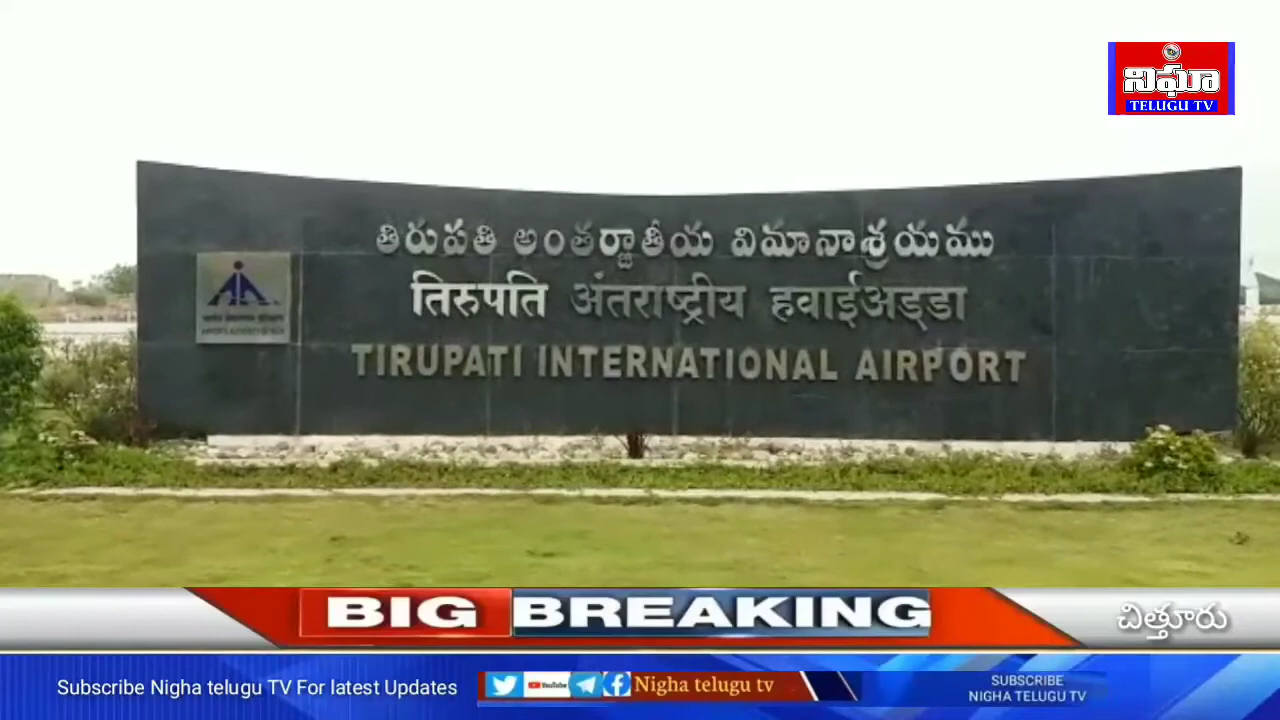 నిఘా
TELUGU TV
తిరుపతి అంతర్జాతీయ విమానాశ్రయము
तिरुपति अंतराष्ट्रीय हवाईअड्डा
TIRUPATI INTERNATIONAL AIRPORT
BIG BREAKING
చిత్తూరు
Subscribe Nigha telugu TV For latest Updates
YouTube
Nigha telugu tv
SUBSCRIBE
NIGHA TELUGU TV